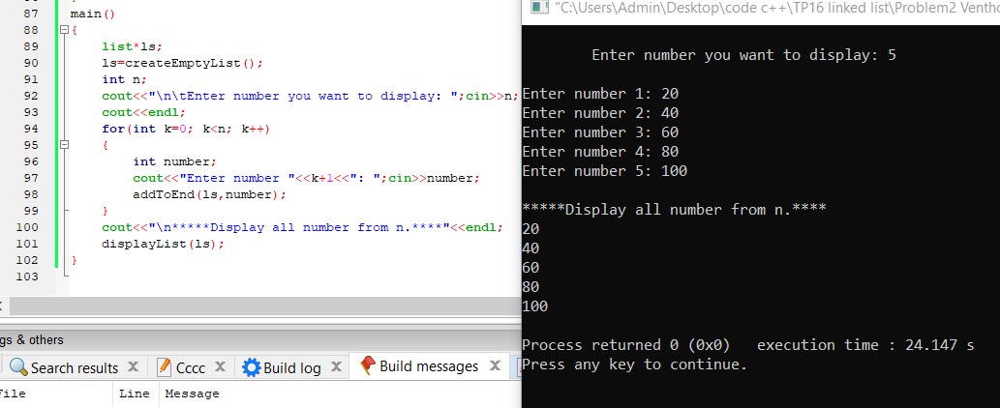 87 main()
88 {
89 list*ls;
90 ls=createEmptyList();
91 int n;
92 cout<<"\n\tEnter number you want to display: ";cin>>n;
93 cout<<endl;
94 for(int k=0; k<n; k++)
95 {
96 int number;
97 cout<<"Enter number "<<k+1<<": ";cin>>number;
98 addToEnd(ls,number);
99 }
100 cout<<"\n*****Display all number from n.****"<<endl;
101 displayList(ls);
102 }
103
gs & others
Search results X Cccc X Build log X Build messages X
File Line Message
"C:\Users\Admin\Desktop\code c++\TP16 linked list\Problem2 Ventho
Enter number you want to display: 5
Enter number 1: 20
Enter number 2: 40
Enter number 3: 60
Enter number 4: 80
Enter number 5: 100
*****Display all number from n.****
20
40
60
80
100
Process returned 0 (0x0) execution time : 24.147 s
Press any key to continue.